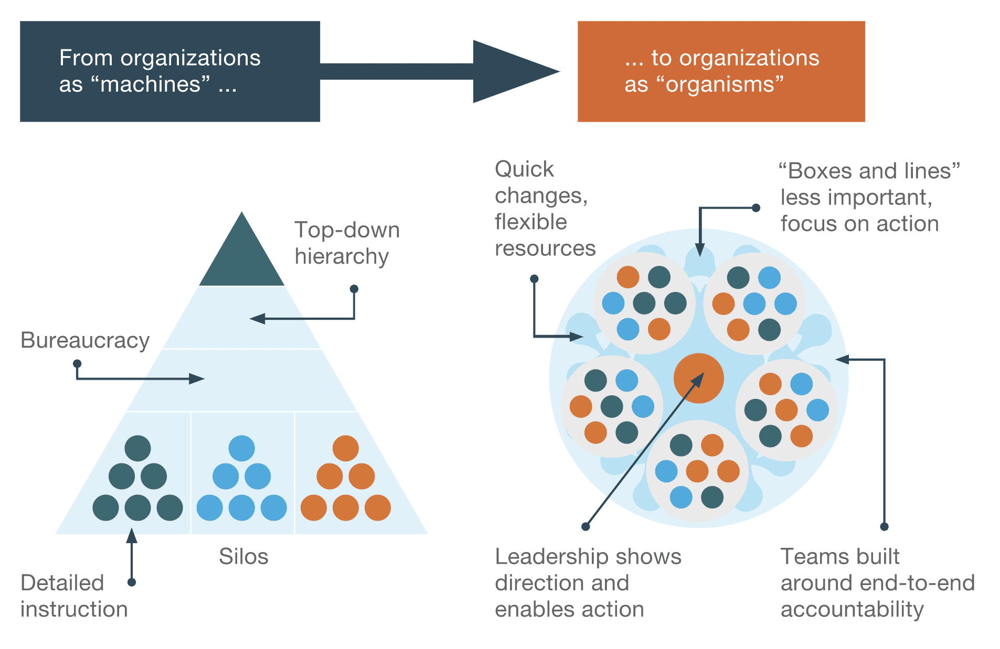 From organizations
as “machines” ...
... to organizations
as “organisms”
Top-down
hierarchy
Bureaucracy
Silos
Detailed
instruction
Quick
changes,
flexible
resources
“Boxes and lines”
less important,
focus on action
Leadership shows
direction and
enables action
Teams built
around end-to-end
accountability